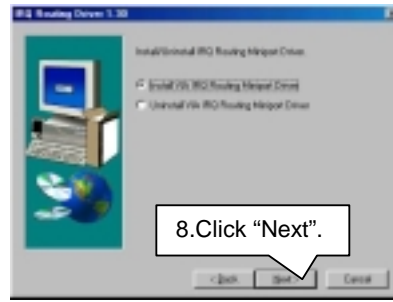 IRQ Routing Driver 1.30
Install/Uninstall IRQ Routing Miniport Driver.
Install VIA IRQ Routing Miniport Driver
Uninstall VIA IRQ Routing Miniport Driver
8.Click “Next”.
< Back
Next >
Cancel